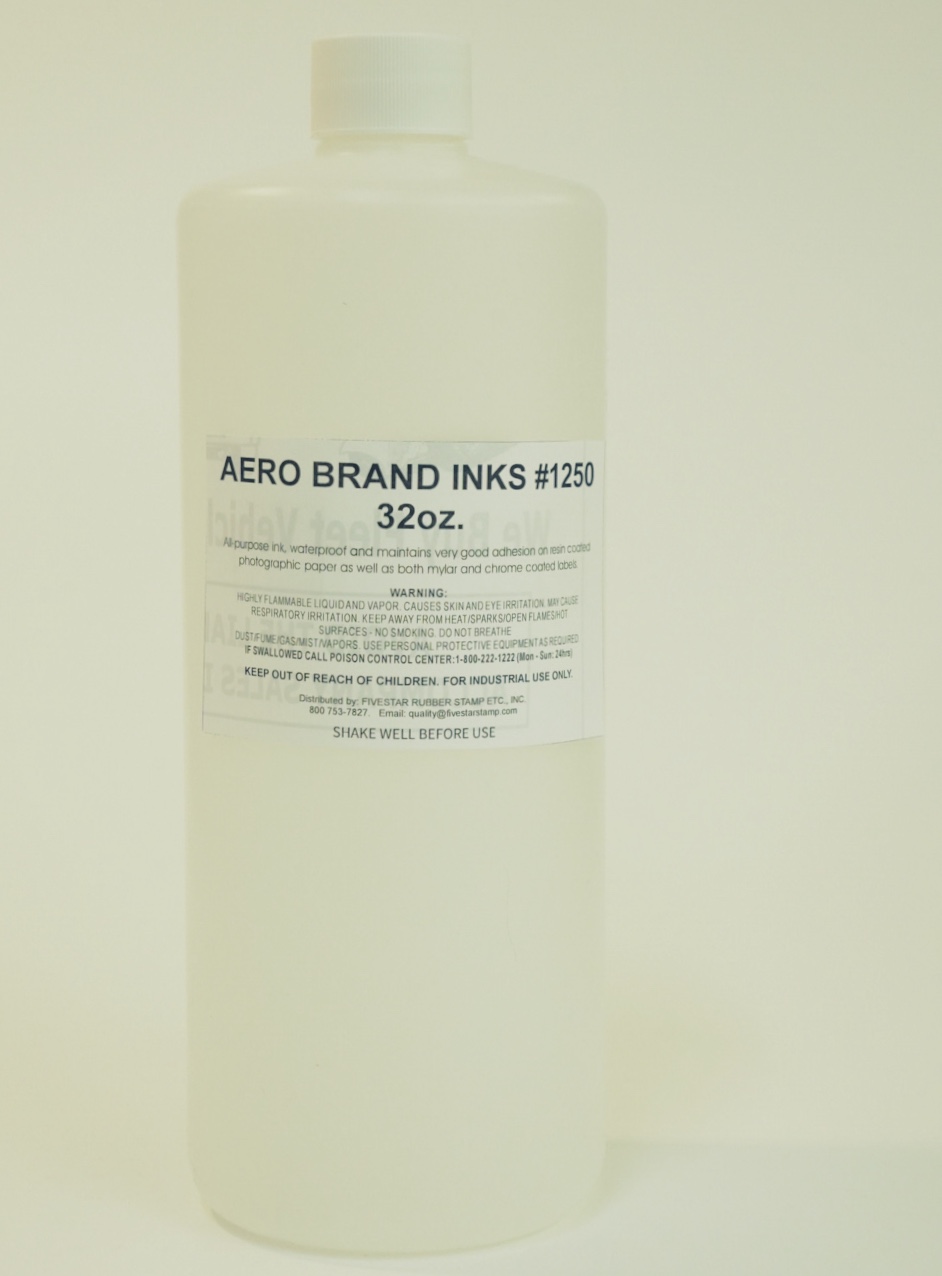 AERO BRAND INKS #1250
32oz.
All-purpose ink, waterproof and maintains very good adhesion on resin coated
photographic paper as well as both mylar and chrome coated labels
WARNING:
HIGHLY FLAMMABLE LIQUID AND VAPOR. CAUSES SKIN AND EYE IRRITATION. MAY CAUSE
RESPIRATORY IRRITATION. KEEP AWAY FROM HEAT/SPARKS/OPEN FLAMES/HOT
SURFACES - NO SMOKING. DO NOT BREATHE
DUST/FUME/GAS/MIST/VAPORS. USE PERSONAL PROTECTIVE EQUIPMENT AS REQUIRED
IF SWALLOWED CALL POISON CONTROL CENTER:1-800-222-1222 (Mon - Sun: 24hrs)
KEEP OUT OF REACH OF CHILDREN. FOR INDUSTRIAL USE ONLY.
Distributed by: FIVESTAR RUBBER STAMP ETC., INC.
800 753-7827. Email: quality@fivestarstamp.com
SHAKE WELL BEFORE USE